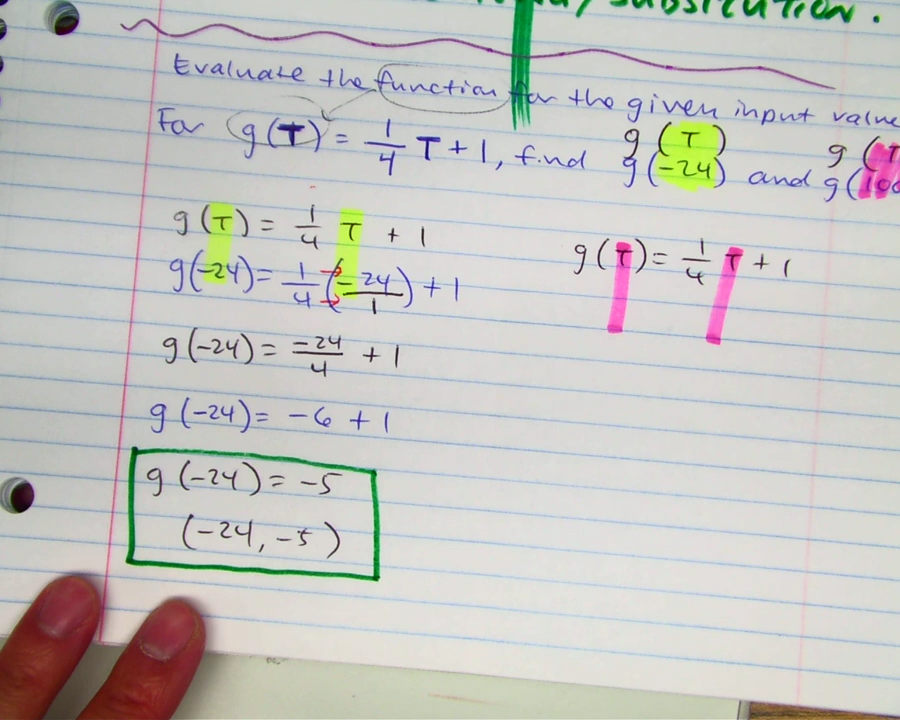 substitution.
Evaluate the function for the given input value
For g(T) = 1/4 T + 1, find g(T) g(T
g(-24) and g(100
g(T) = 1/4 T + 1
g(-24) = 1/4 (-24/1) + 1
g(-24) = -24/4 + 1
g(-24) = -6 + 1
g(-24) = -5
(-24, -5)
g(T) = 1/4 T + 1